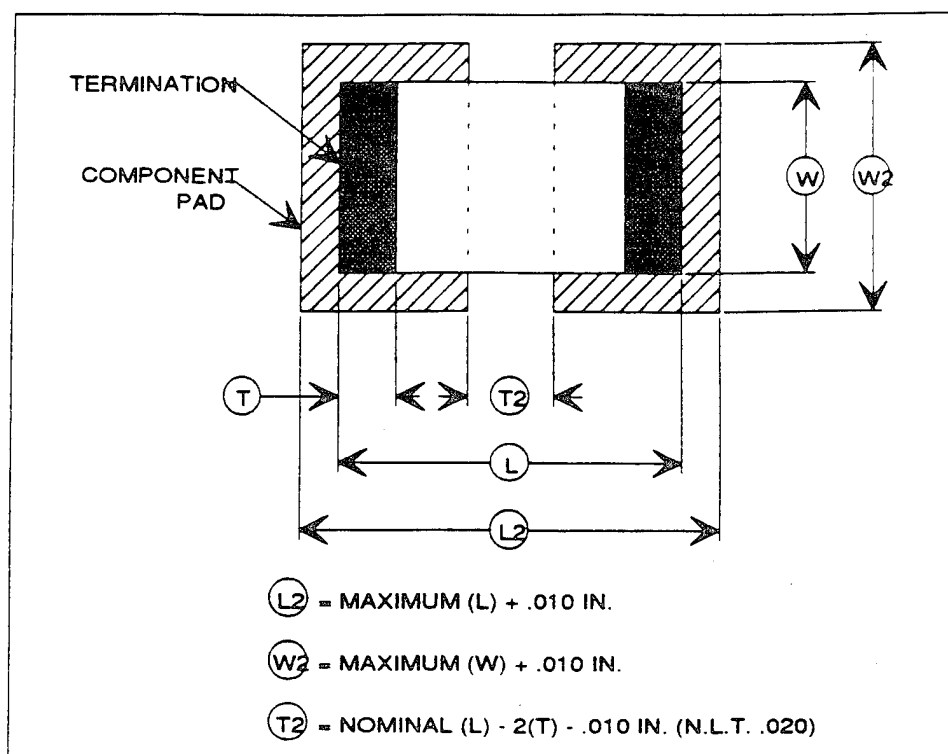 TERMINATION
COMPONENT
PAD
W
W2
T
T2
L
L2
L2 = MAXIMUM (L) + .010 IN.
W2 = MAXIMUM (W) + .010 IN.
T2 = NOMINAL (L) - 2(T) - .010 IN. (N.L.T. .020)